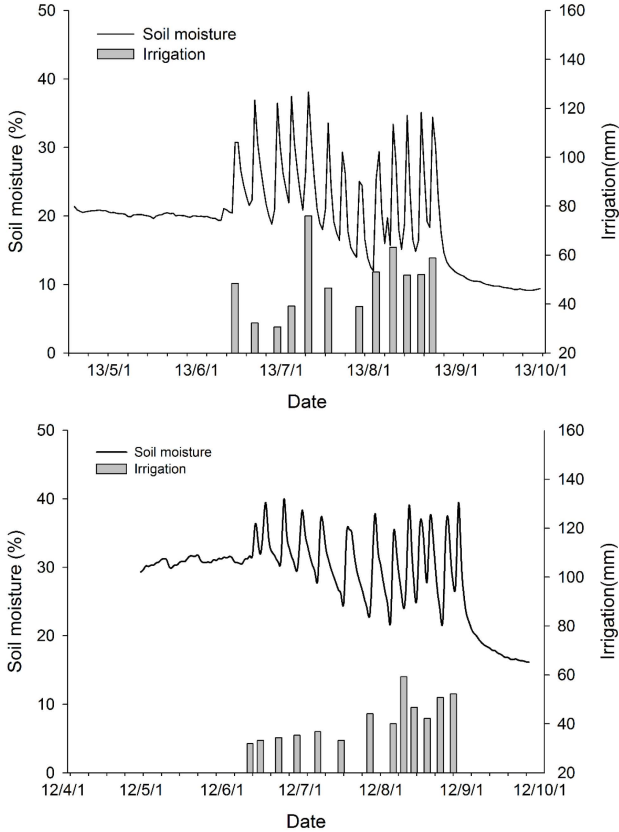 50
40
30
20
10
0
Soil moisture (%)
Soil moisture
Irrigation
160
140
120
100
80
60
40
20
Irrigation(mm)
13/5/1 13/6/1 13/7/1 13/8/1 13/9/1 13/10/1
Date
50
40
30
20
10
0
Soil moisture (%)
Soil moisture
Irrigation
160
140
120
100
80
60
40
20
Irrigation(mm)
12/4/1 12/5/1 12/6/1 12/7/1 12/8/1 12/9/1 12/10/1
Date